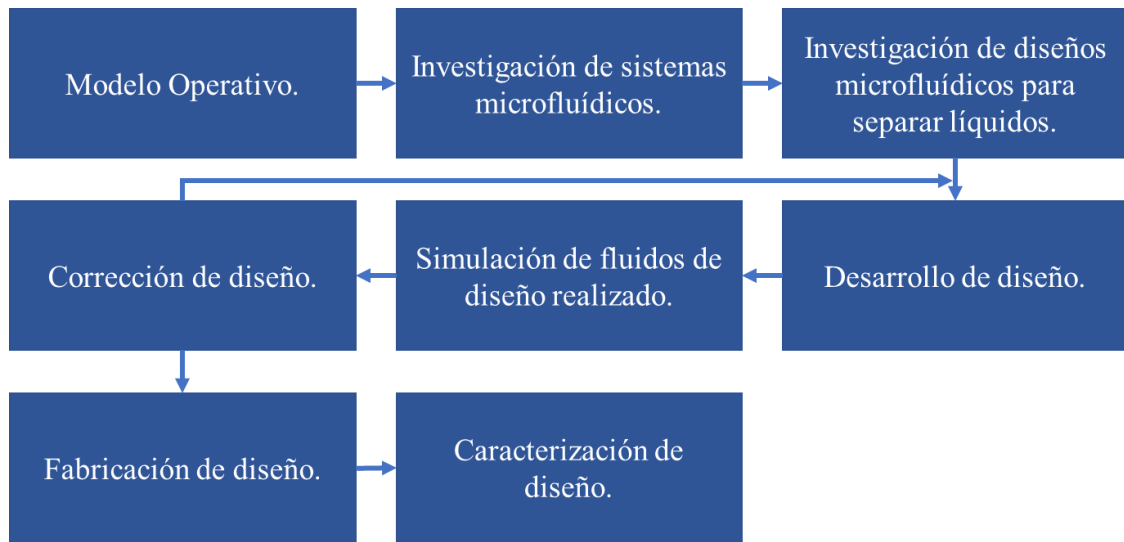 Modelo Operativo.
Investigación de sistemas
microfluídicos.
Investigación de diseños
microfluídicos para
separar líquidos.
Corrección de diseño.
Simulación de fluidos de
diseño realizado.
Desarrollo de diseño.
Fabricación de diseño.
Caracterización de
diseño.